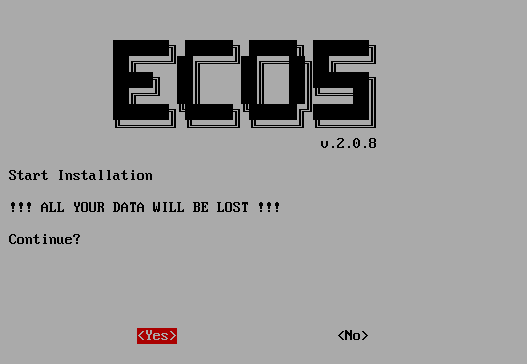 ECOS
v.2.0.8
Start Installation
!!! ALL YOUR DATA WILL BE LOST !!!
Continue?
<Yes> <No>